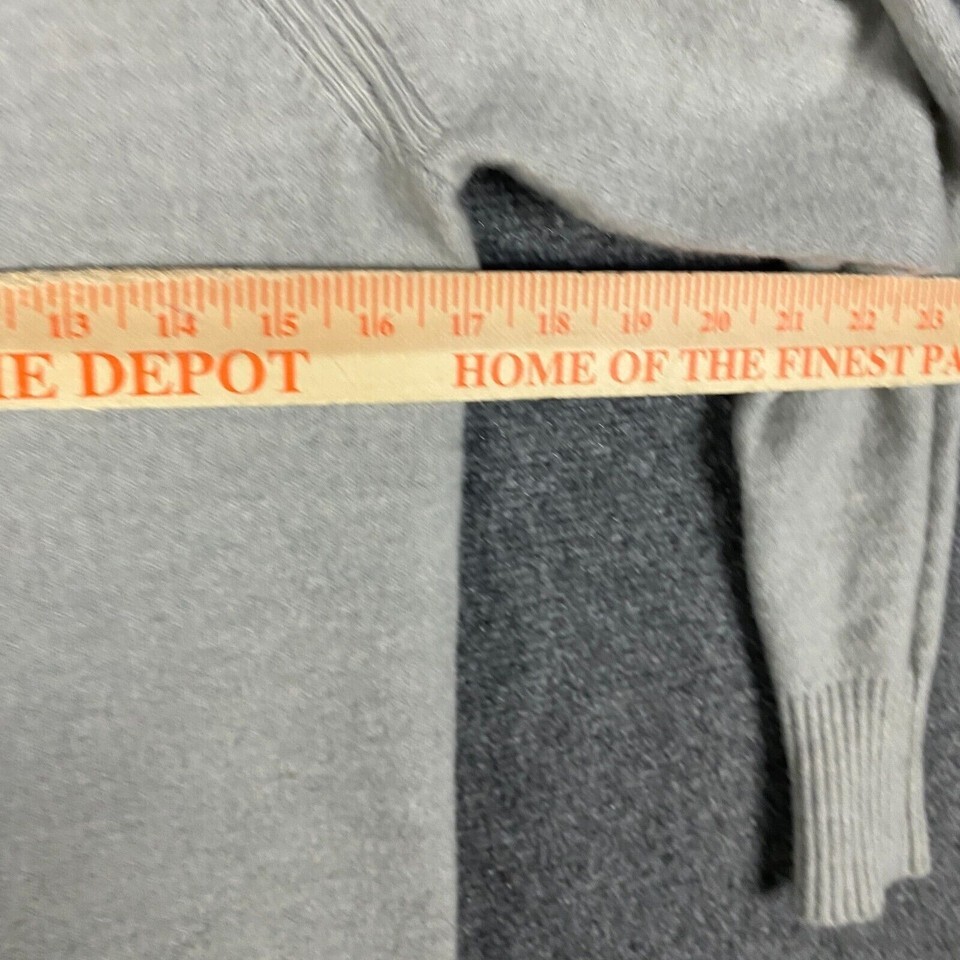 13 14 15 16 17 18 19 20 21 22 23
E DEPOT HOME OF THE FINEST PA